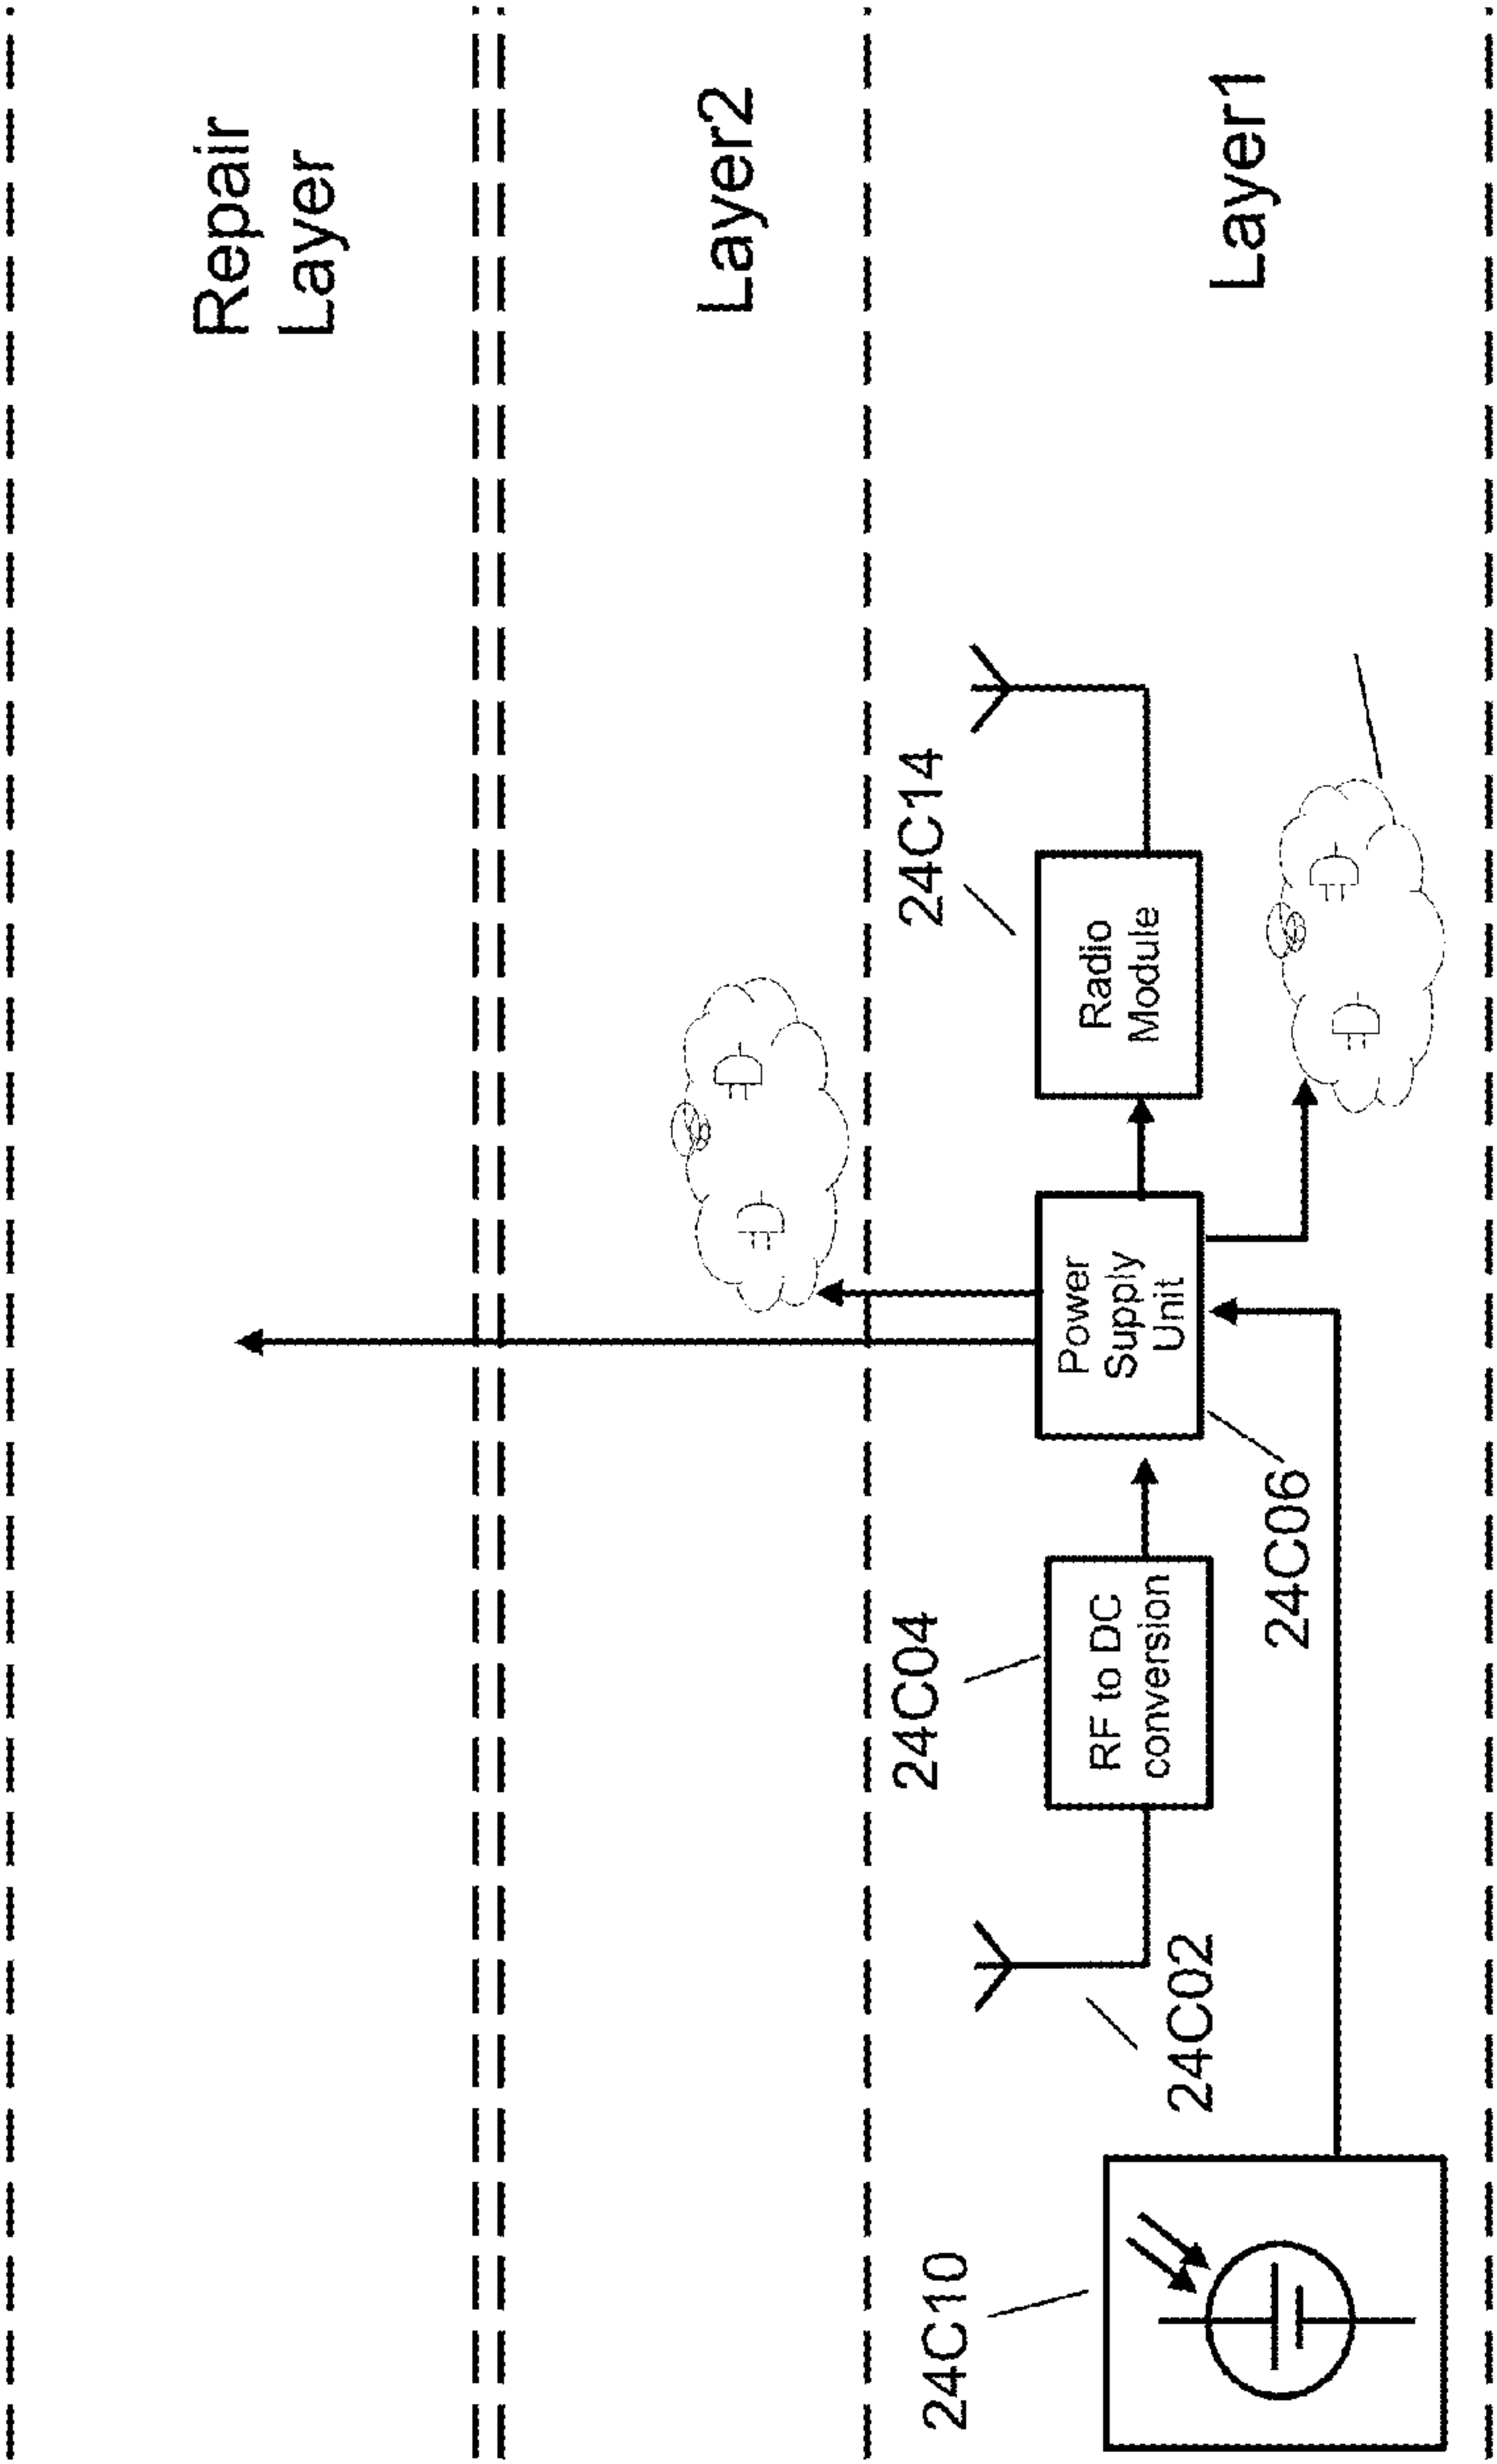 Repair
Layer
Layer2
Layer1
24C10
24C02
24C04
RF to DC
conversion
24C06
Power
Supply
Unit
24C14
Radio
Module